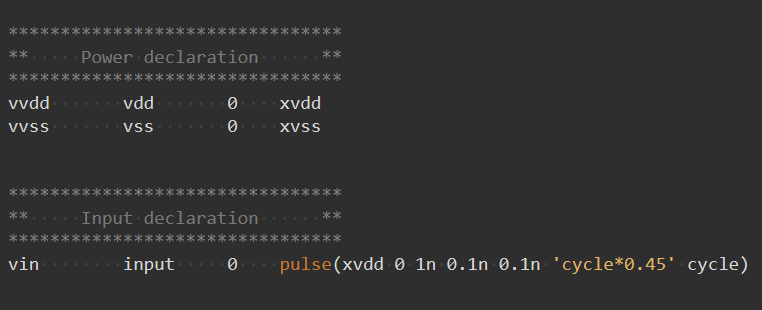 ********************************
**     Power declaration      **
********************************
vvdd       vdd       0    xvdd
vvss       vss       0    xvss
********************************
**     Input declaration      **
********************************
vin        input     0    pulse(xvdd 0 1n 0.1n 0.1n 'cycle*0.45' cycle)